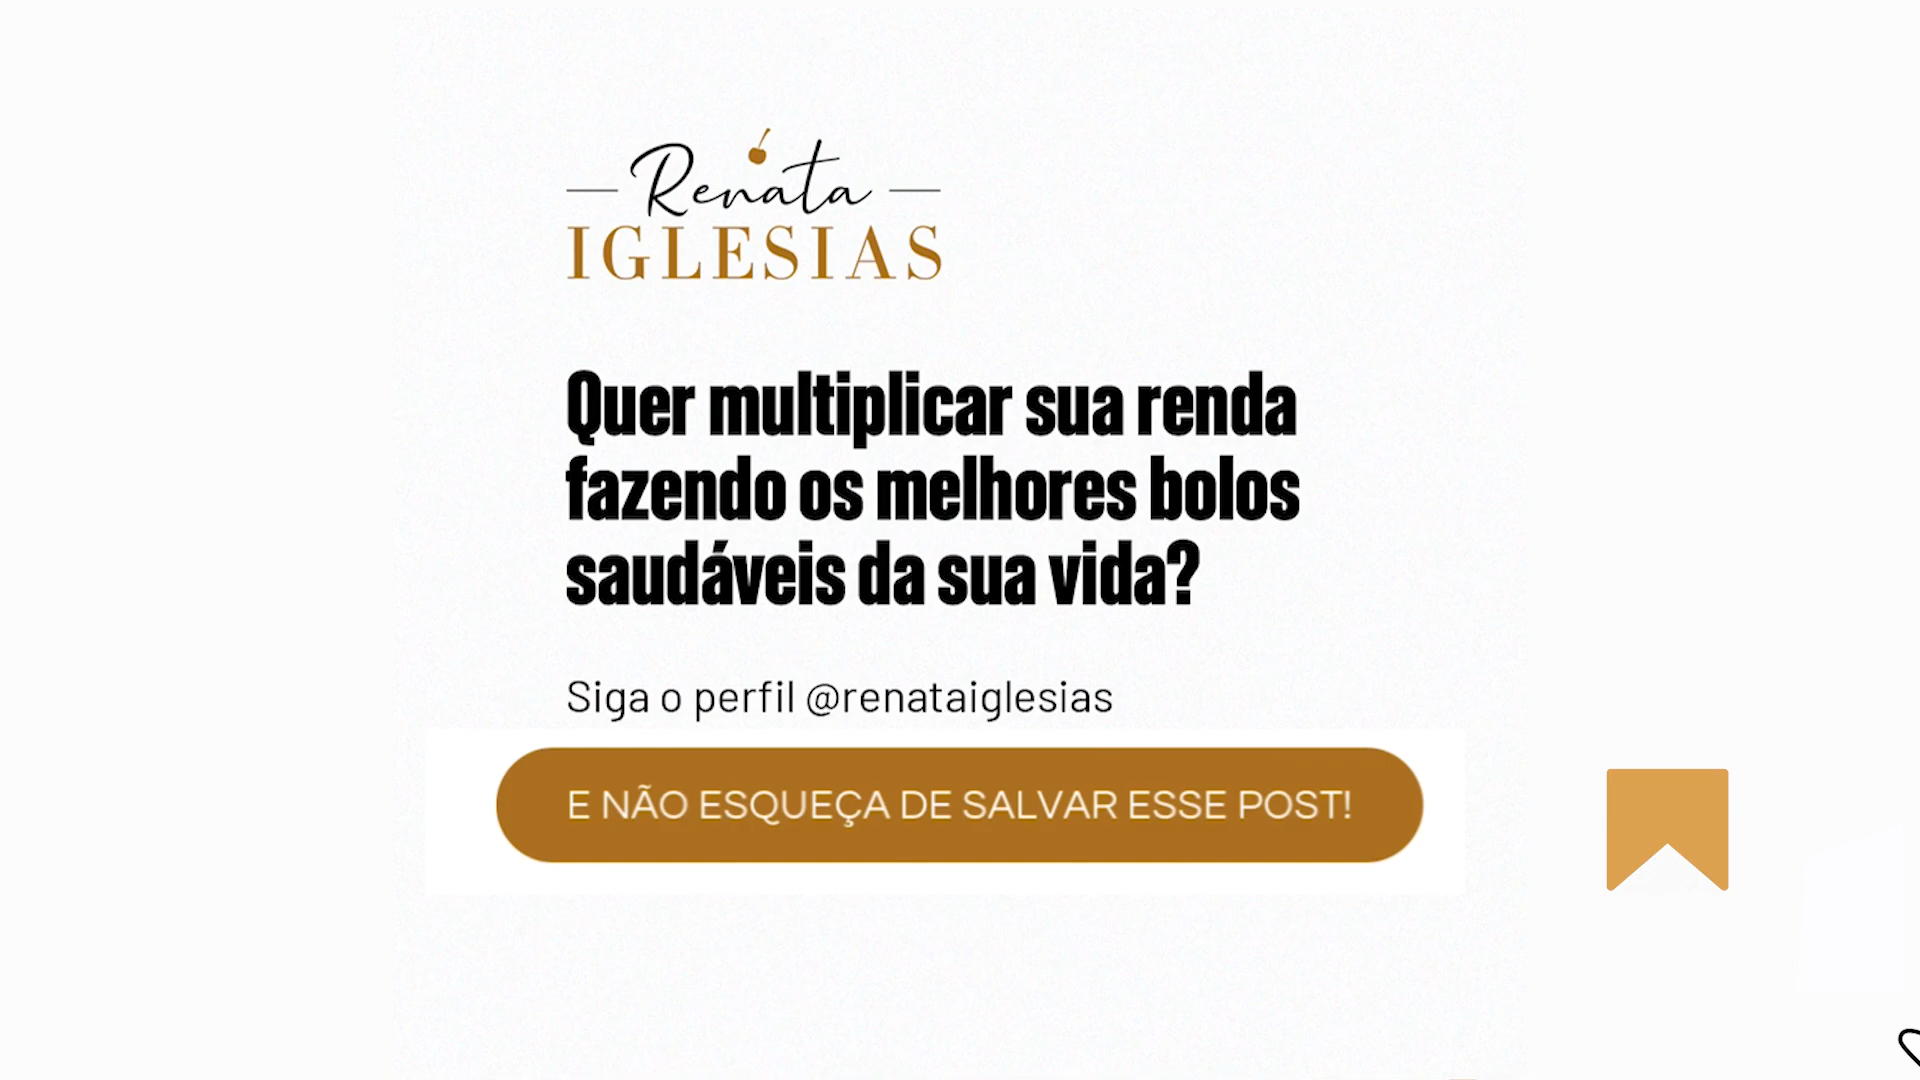 Renata
IGLESIAS
Quer multiplicar sua renda
fazendo os melhores bolos
saudáveis da sua vida?
Siga o perfil @renataiglesias
E NÃO ESQUEÇA DE SALVAR ESSE POST!